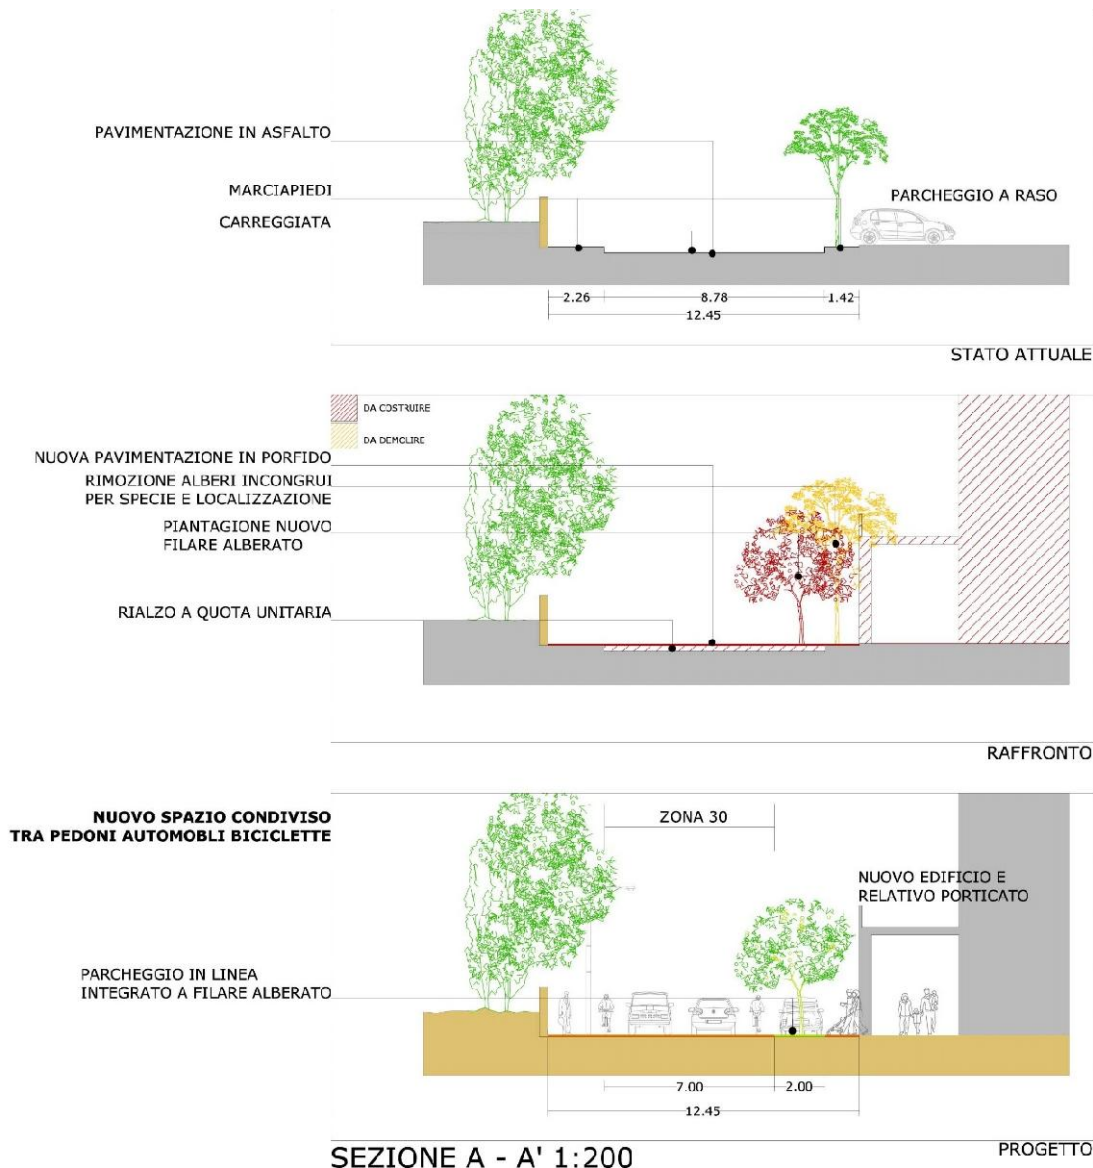 PAVIMENTAZIONE IN ASFALTO
MARCIAPIEDI
CARREGGIATA
PARCHEGGIO A RASO
2.26
8.78
1.42
12.45
STATO ATTUALE
DA COSTRUIRE
DA DEMOLIRE
NUOVA PAVIMENTAZIONE IN PORFIDO
RIMOZIONE ALBERI INCONGRUI
PER SPECIE E LOCALIZZAZIONE
PIANTAGIONE NUOVO
FILARE ALBERATO
RIALZO A QUOTA UNITARIA
RAFFRONTO
NUOVO SPAZIO CONDIVISO
TRA PEDONI AUTOMOBLI BICICLETTE
ZONA 30
NUOVO EDIFICIO E
RELATIVO PORTICATO
PARCHEGGIO IN LINEA
INTEGRATO A FILARE ALBERATO
7.00
2.00
12.45
PROGETTO
SEZIONE A - A' 1:200